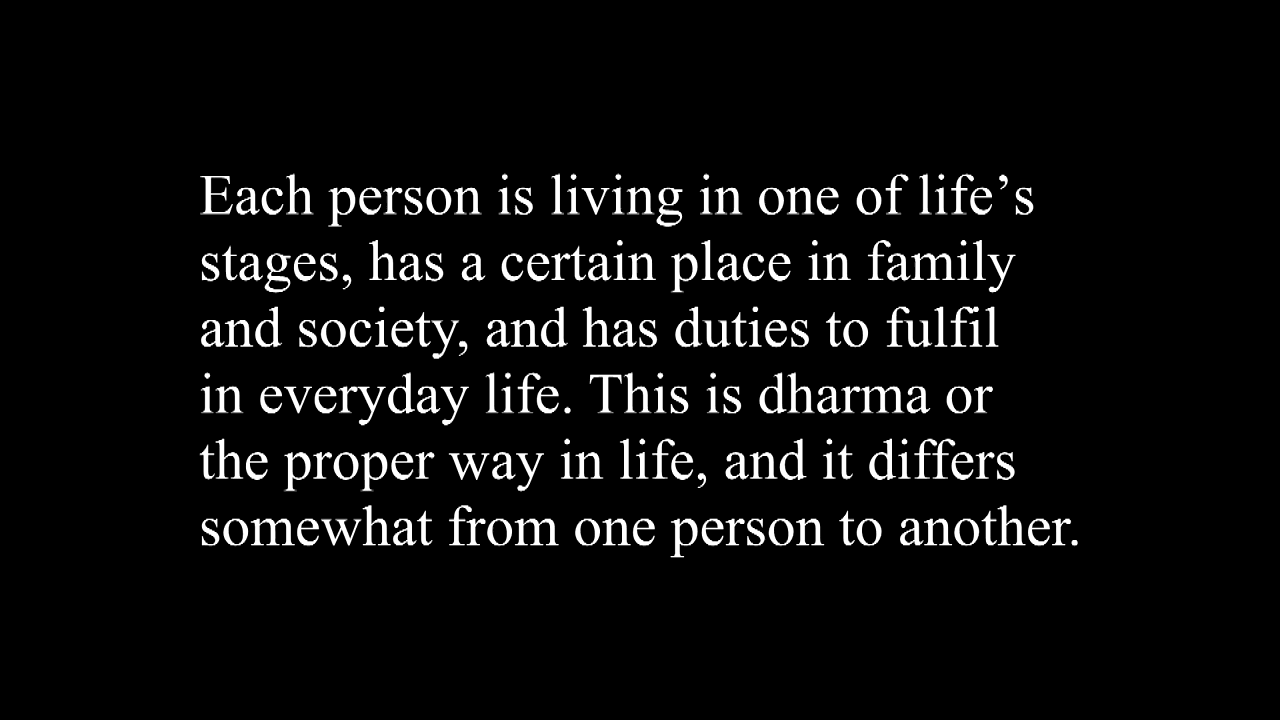 Each person is living in one of life’s
stages, has a certain place in family
and society, and has duties to fulfil
in everyday life. This is dharma or
the proper way in life, and it differs
somewhat from one person to another.